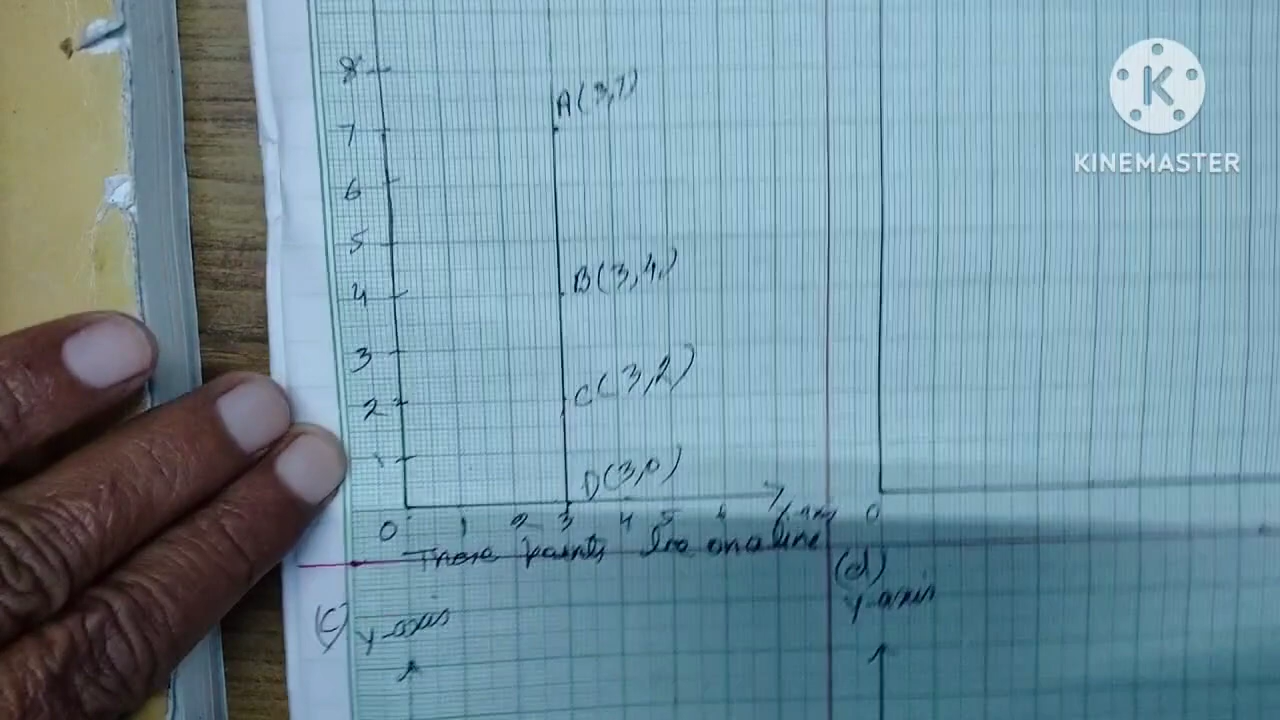 8
A(3,7)
7
6
5
B(3,4)
4
3
C(3,2)
2
D(3,0)
1
0 1 2 3 4 5 6
0
These points lie on a line
(c) y-axis
(d)
y-axis
KINEMASTER